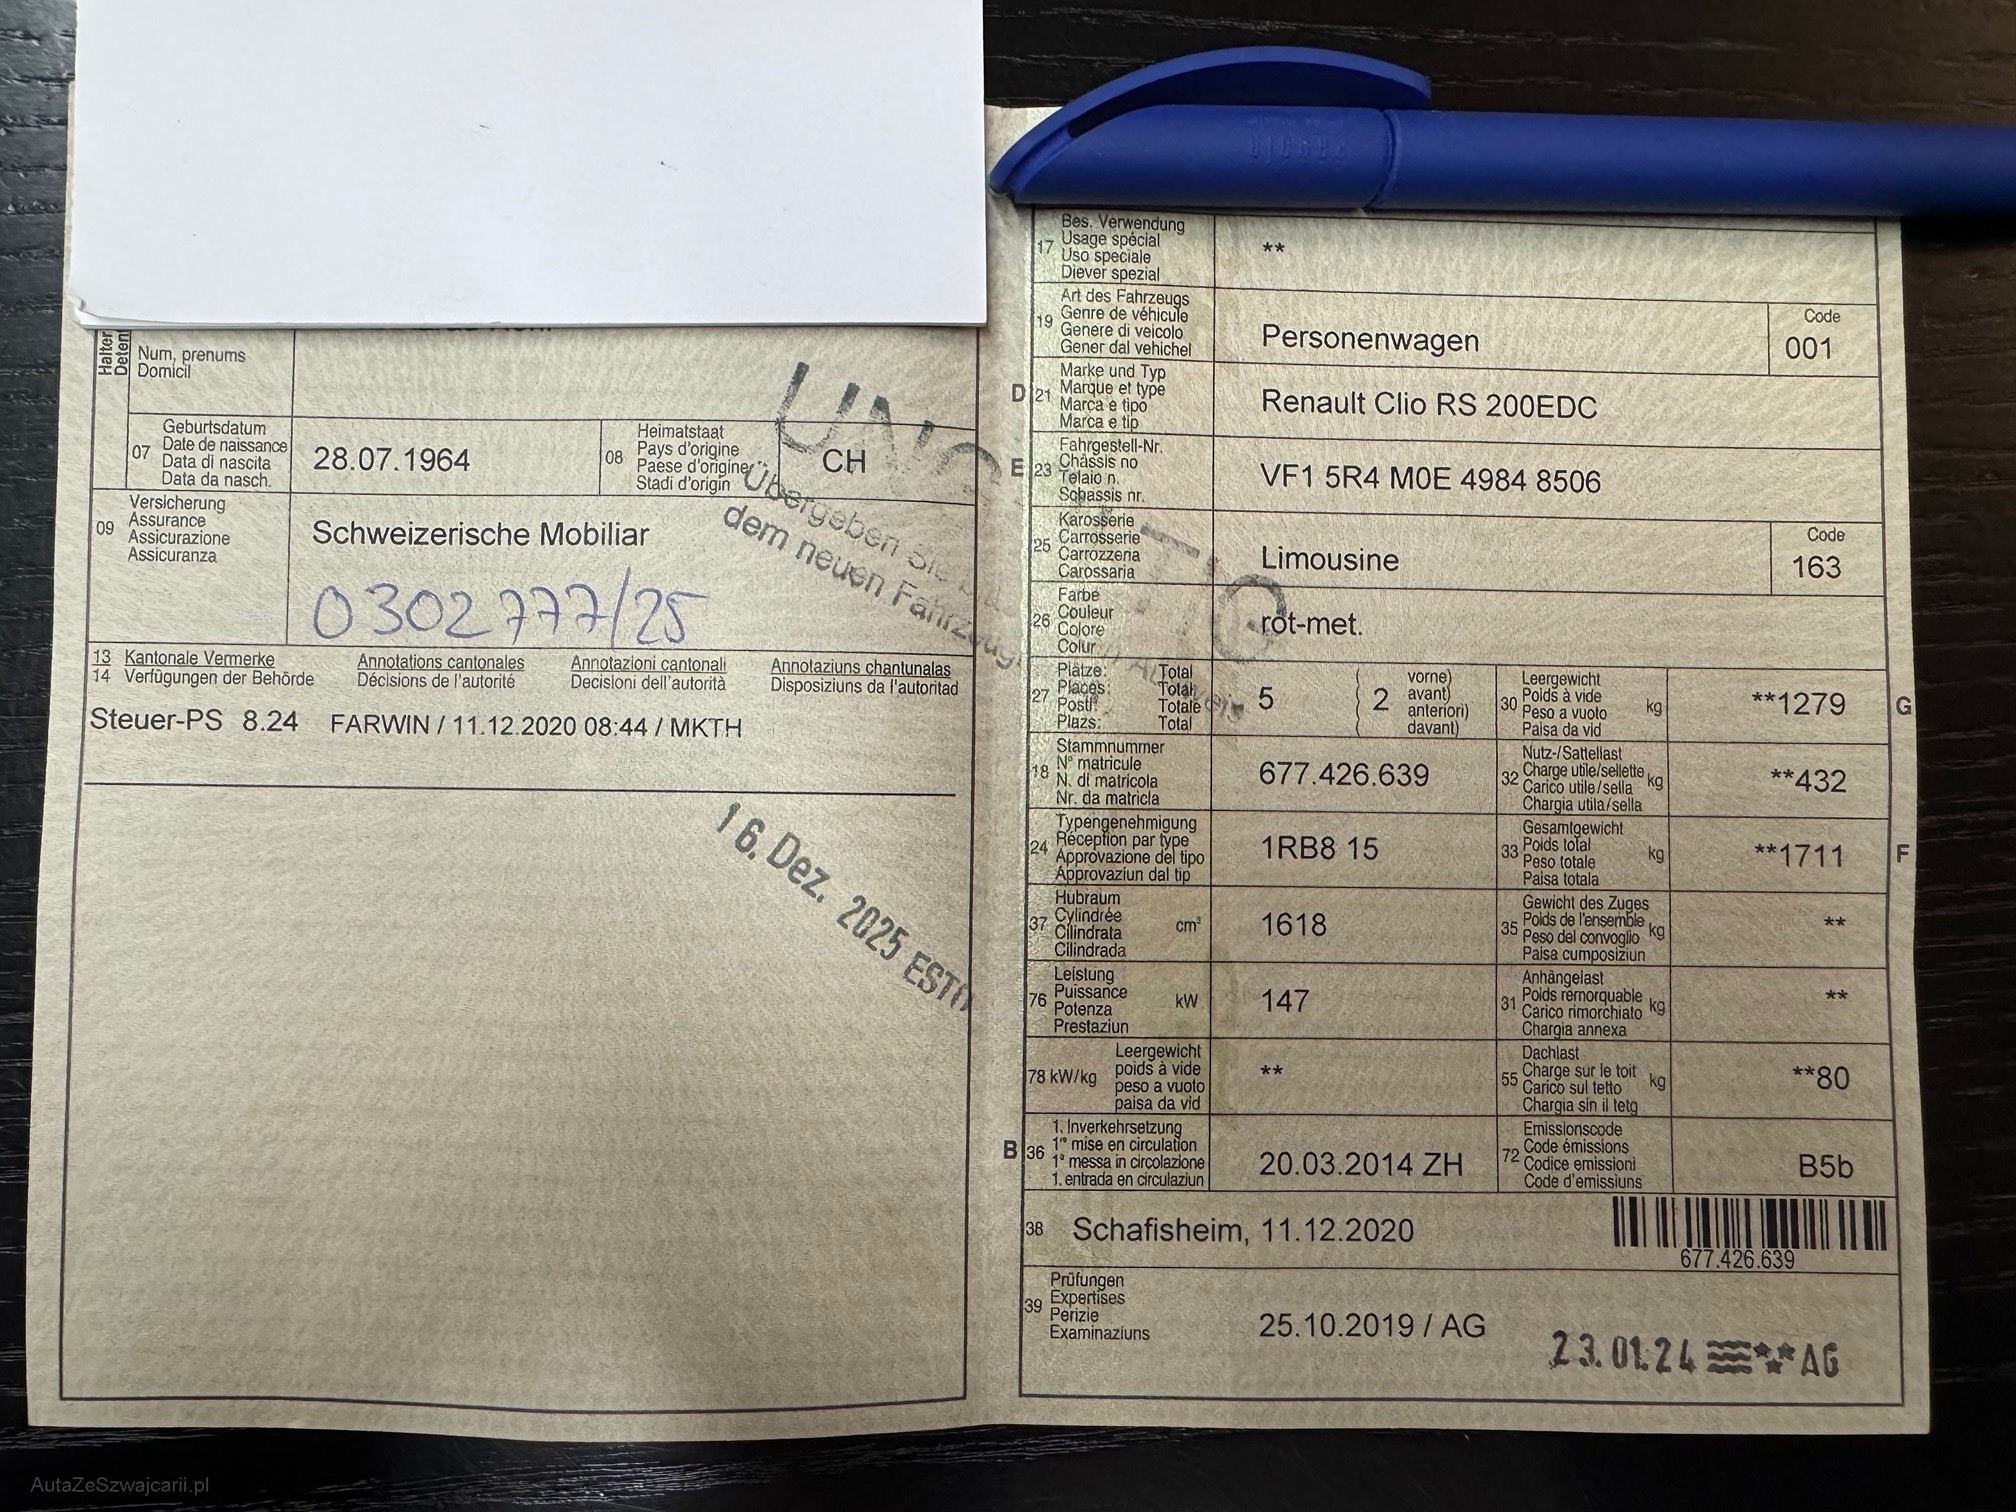 Halter
Deten
Num, prenums
Domicil
07
Geburtsdatum
Date de naissance
Data di nascita
Data da nasch.
28.07.1964
08
Heimatstaat
Pays d'origine
Paese d'origine
Stadi d'origin
CH
Übergeben Sie
dem neuen Fahrzeug
09
Versicherung
Assurance
Assicurazione
Assicuranza
Schweizerische Mobiliar
0302777/25
13 Kantonale Vermerke Annotations cantonales Annotazioni cantonali Annotaziuns chantunalas
14 Verfügungen der Behörde Décisions de l'autorité Decisioni dell'autorità Disposiziuns da l'autoritad
Steuer-PS 8.24 FARWIN / 11.12.2020 08:44 / MKTH
16. Dez. 2025
17
Bes. Verwendung
Usage spécial
Uso speciale
Diever spezial
**
19
Art des Fahrzeugs
Genre de véhicule
Genere di veicolo
Gener dal vehichel
Personenwagen
Code
001
D 21
Marke und Typ
Marque et type
Marca e tipo
Marca e tip
Renault Clio RS 200EDC
E 23
Fahrgestell-Nr.
Châssis no
Telaio n.
Schassis nr.
VF1 5R4 M0E 4984 8506
25
Karosserie
Carrosserie
Carrozzeria
Carossaria
Limousine
Code
163
26
Farbe
Couleur
Colore
Colur
rot-met.
27
Plätze: Total
Places: Total
Posti: Totale
Plazs: Total
5
2
vorne)
avant)
anteriori)
davant)
30
Leergewicht
Poids à vide
Peso a vuoto
Paisa da vid
kg
**1279
G
18
Stammnummer
N° matricule
N. di matricola
Nr. da matricla
677.426.639
32
Nutz-/Sattellast
Charge utile/sellette
Carico utile/sella
Chargia utila/sella
kg
**432
24
Typengenehmigung
Réception par type
Approvazione del tipo
Approvaziun dal tip
1RB8 15
33
Gesamtgewicht
Poids total
Peso totale
Paisa totala
kg
**1711
F
37
Hubraum
Cylindrée
Cilindrata
Cilindrada
cm³
1618
35
Gewicht des Zuges
Poids de l'ensemble
Peso del convoglio
Paisa cumposiziun
kg
**
76
Leistung
Puissance
Potenza
Prestaziun
kW
147
31
Anhängelast
Poids remorquable
Carico rimorchiato
Chargia annexa
kg
**
78 kW/kg
Leergewicht
poids à vide
peso a vuoto
paisa da vid
**
55
Dachlast
Charge sur le toit
Carico sul tetto
Chargia sin il tetg
kg
**80
B 36
1. Inverkehrsetzung
1re mise en circulation
1a messa in circolazione
1. entrada en circulaziun
20.03.2014 ZH
72
Emissionscode
Code émissions
Codice emissioni
Code d'emissiuns
B5b
38 Schafisheim, 11.12.2020
677.426.639
39
Prüfungen
Expertises
Perizie
Examinaziuns
25.10.2019 / AG
23.01.24 AG
AutaZeSzwajcarii.pl